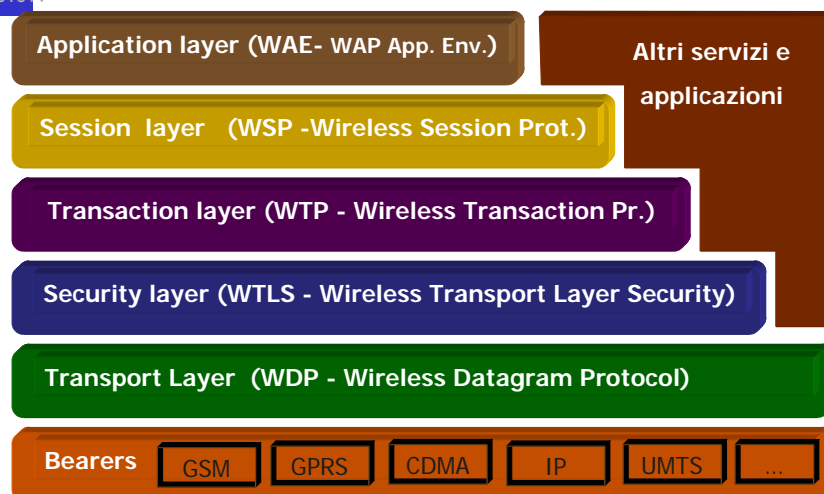 Application layer (WAE- WAP App. Env.)
Altri servizi e
applicazioni
Session layer (WSP -Wireless Session Prot.)
Transaction layer (WTP - Wireless Transaction Pr.)
Security layer (WTLS - Wireless Transport Layer Security)
Transport Layer (WDP - Wireless Datagram Protocol)
Bearers GSM GPRS CDMA IP UMTS ...